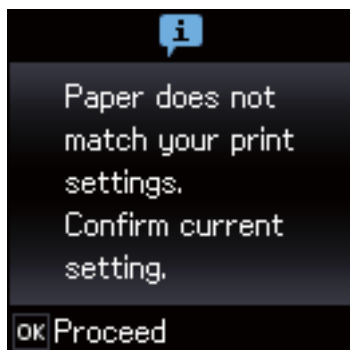 i
Paper does not
match your print
settings.
Confirm current
setting.
OK Proceed